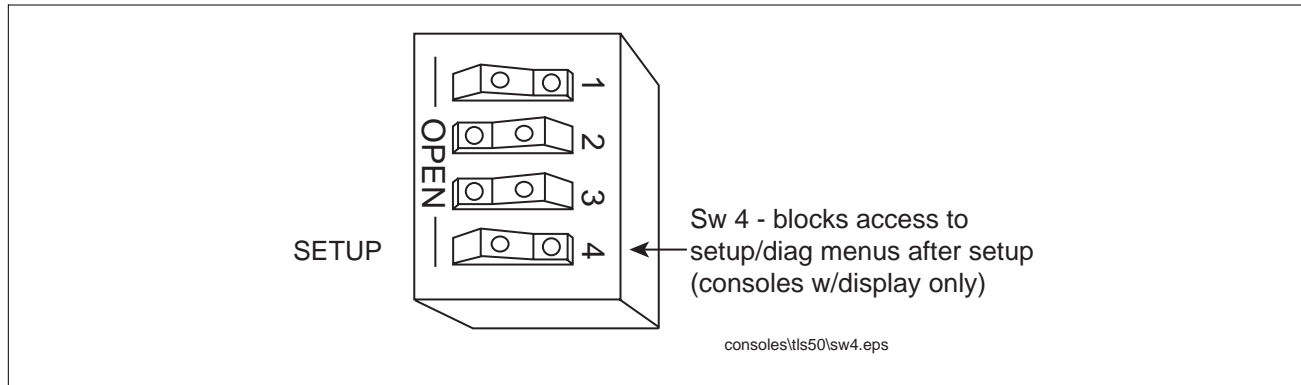 1
2
3
4
OPEN
SETUP
Sw 4 - blocks access to
setup/diag menus after setup
(consoles w/display only)
consoles\tls50\sw4.eps